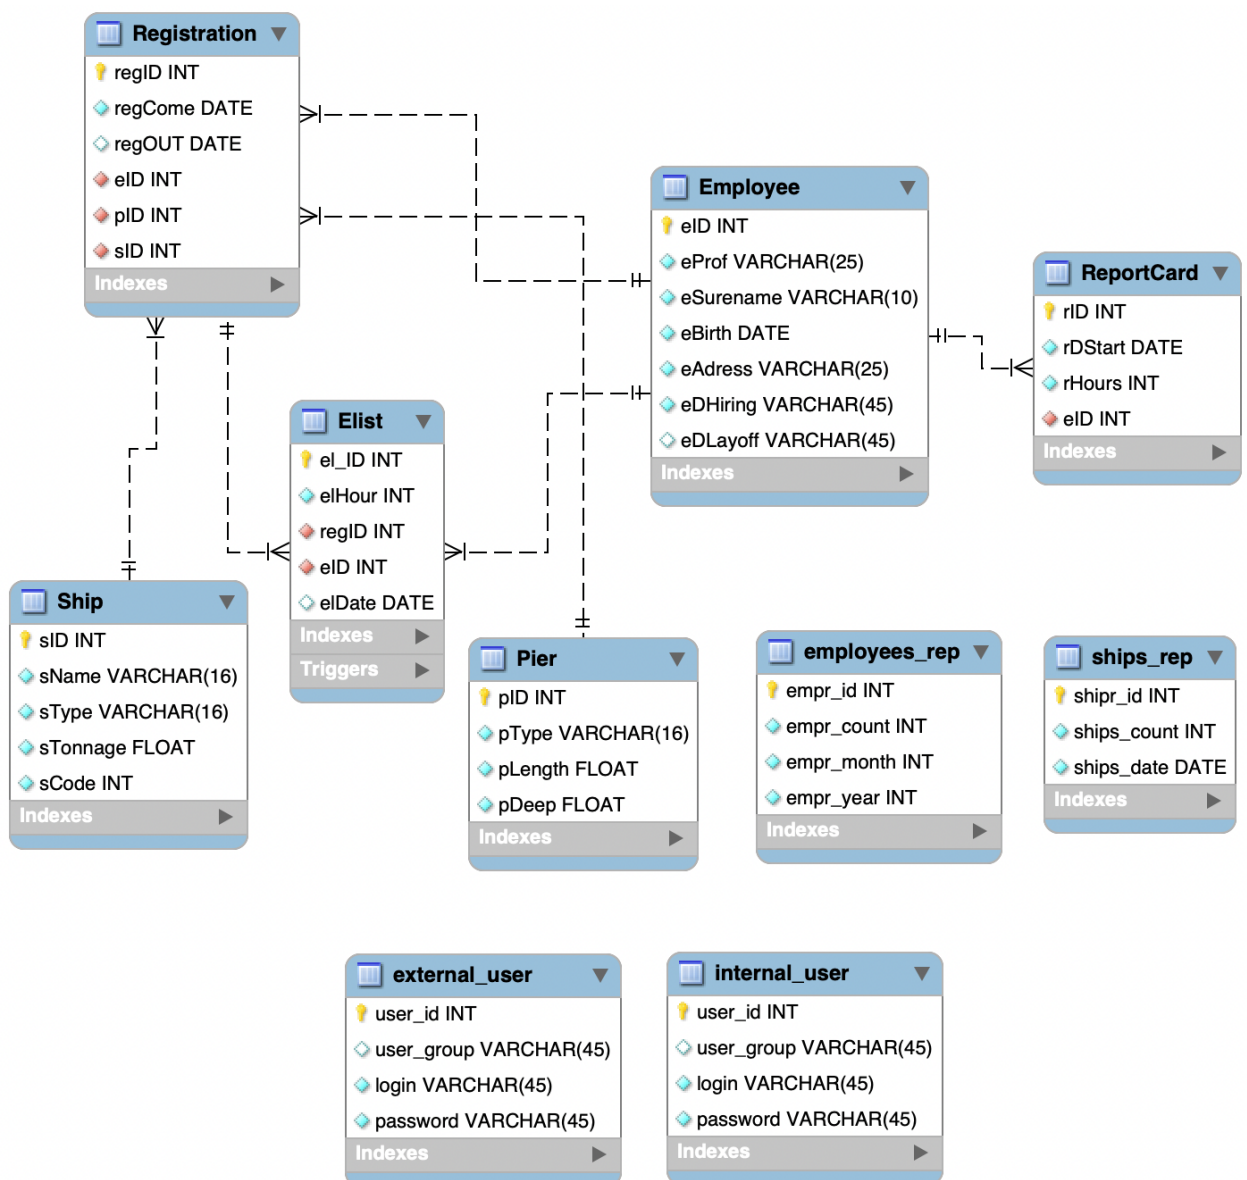 Registration
regID INT
regCome DATE
regOUT DATE
eID INT
pID INT
sID INT
Indexes
Employee
eID INT
eProf VARCHAR(25)
eSurename VARCHAR(10)
eBirth DATE
eAdress VARCHAR(25)
eDHiring VARCHAR(45)
eDLayoff VARCHAR(45)
Indexes
ReportCard
rID INT
rDStart DATE
rHours INT
eID INT
Indexes
Elist
el_ID INT
elHour INT
regID INT
eID INT
elDate DATE
Indexes
Triggers
Ship
sID INT
sName VARCHAR(16)
sType VARCHAR(16)
sTonnage FLOAT
sCode INT
Indexes
Pier
pID INT
pType VARCHAR(16)
pLength FLOAT
pDeep FLOAT
Indexes
employees_rep
empr_id INT
empr_count INT
empr_month INT
empr_year INT
Indexes
ships_rep
shipr_id INT
ships_count INT
ships_date DATE
Indexes
external_user
user_id INT
user_group VARCHAR(45)
login VARCHAR(45)
password VARCHAR(45)
Indexes
internal_user
user_id INT
user_group VARCHAR(45)
login VARCHAR(45)
password VARCHAR(45)
Indexes